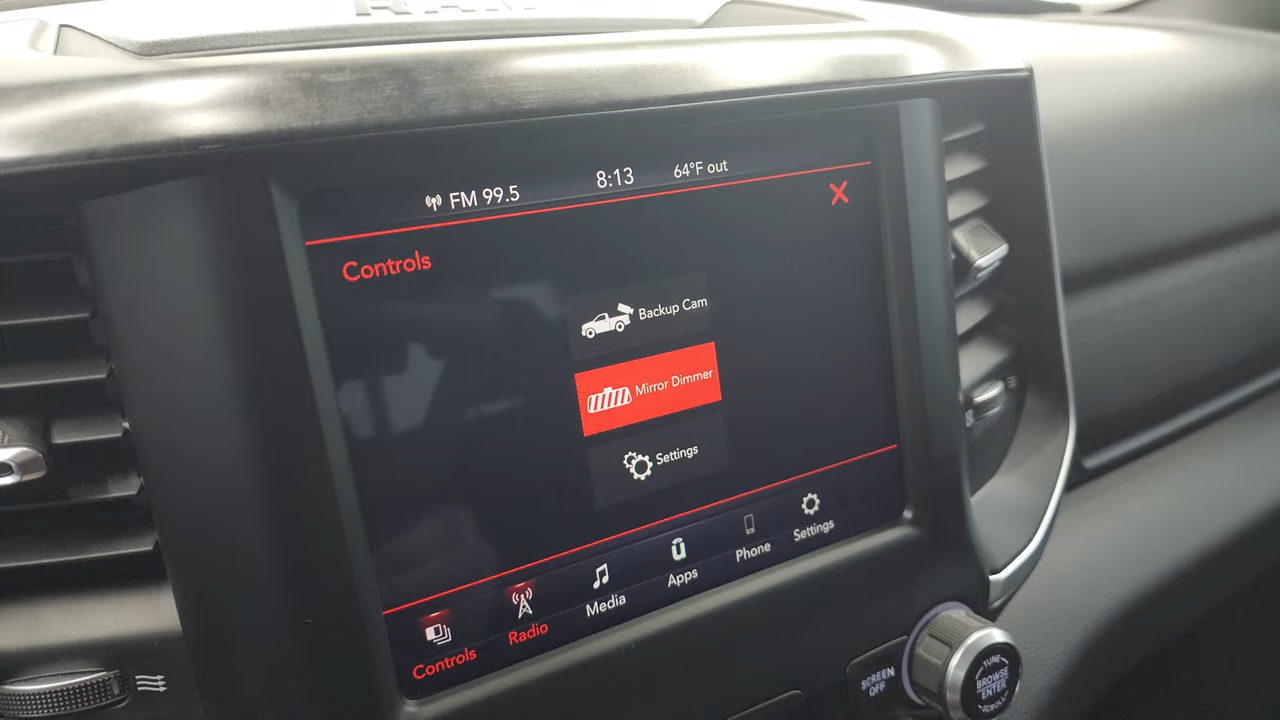 RAM
FM 99.5
8:13
64°F out
X
Controls
Backup Cam
Mirror Dimmer
Settings
Controls
Radio
Media
Apps
Phone
Settings
SCREEN
OFF
TUNE
BROWSE
ENTER
SCROLL